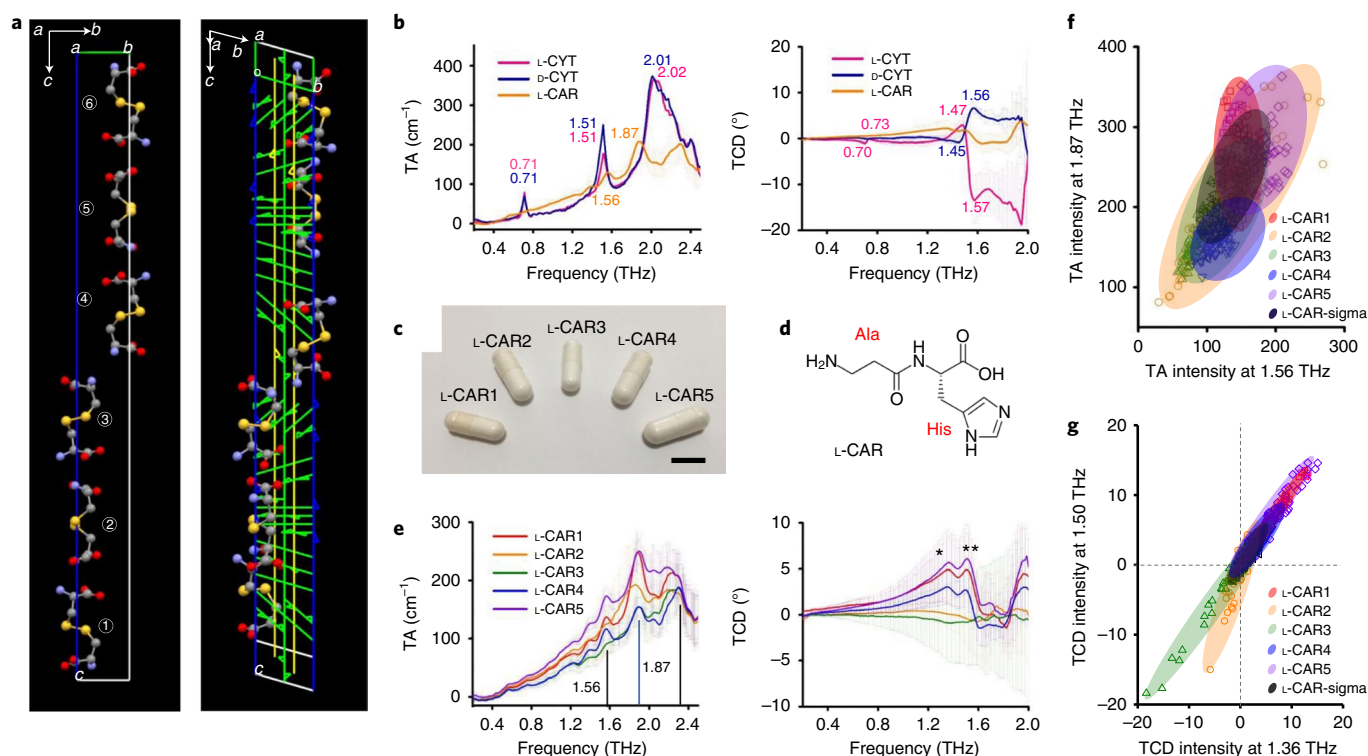 a
a
b
c
a
b
⑥
⑤
④
③
②
①
c
a
b
c
a
o
b
c
b
TA (cm⁻¹)
400
300
200
100
0
L-CYT
D-CYT
L-CAR
2.01
2.02
1.51
1.51
1.87
0.71
0.71
1.56
0.4 0.8 1.2 1.6 2.0 2.4
Frequency (THz)
TCD (°)
20
10
0
−10
−20
L-CYT
D-CYT
L-CAR
1.47
1.56
0.73
0.70
1.45
1.57
0.4 0.8 1.2 1.6 2.0
Frequency (THz)
c
L-CAR1
L-CAR2
L-CAR3
L-CAR4
L-CAR5
d
Ala
H₂N
H
N
O
O
OH
His
N
N
H
L-CAR
e
TA (cm⁻¹)
300
200
100
0
L-CAR1
L-CAR2
L-CAR3
L-CAR4
L-CAR5
1.56
1.87
0.4 0.8 1.2 1.6 2.0 2.4
Frequency (THz)
TCD (°)
10
5
0
−5
−10
*
**
0.4 0.8 1.2 1.6 2.0
Frequency (THz)
f
TA intensity at 1.87 THz
400
300
200
100
L-CAR1
L-CAR2
L-CAR3
L-CAR4
L-CAR5
L-CAR-sigma
0 100 200 300
TA intensity at 1.56 THz
g
TCD intensity at 1.50 THz
20
10
0
−10
−20
L-CAR1
L-CAR2
L-CAR3
L-CAR4
L-CAR5
L-CAR-sigma
−20 −10 0 10 20
TCD intensity at 1.36 THz